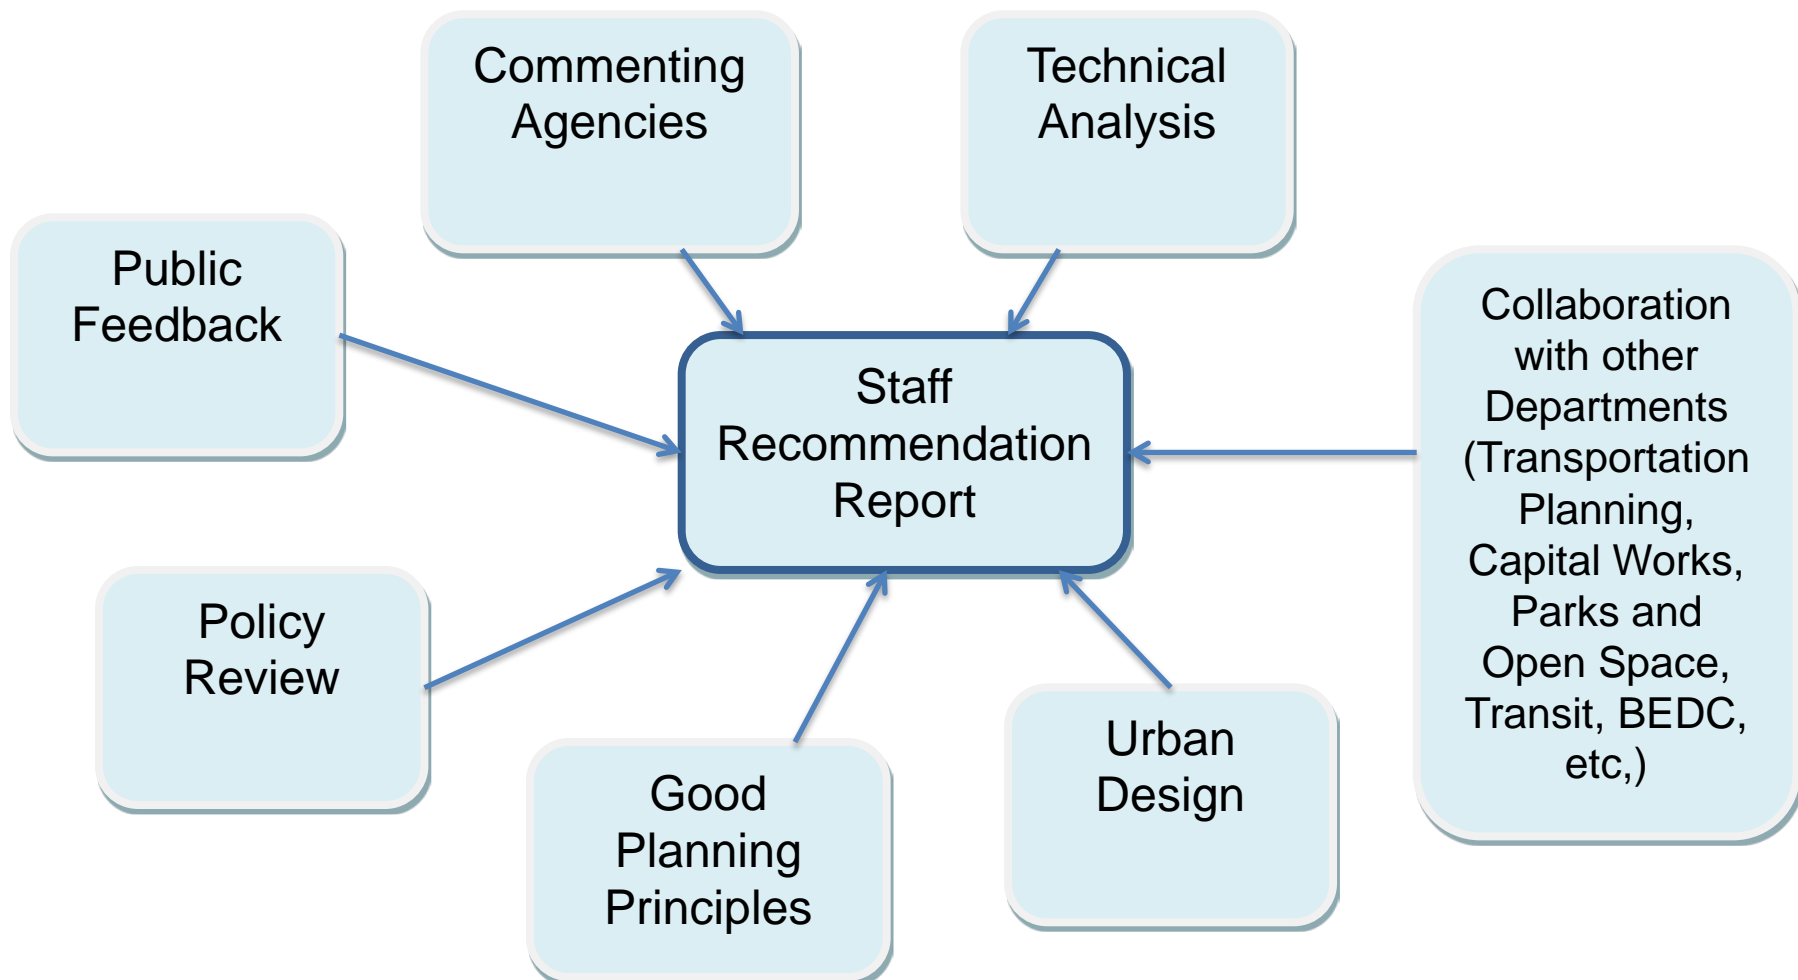 Commenting
Agencies
Technical
Analysis
Public
Feedback
Collaboration
with other
Departments
(Transportation
Planning,
Capital Works,
Parks and
Open Space,
Transit, BEDC,
etc,)
Staff
Recommendation
Report
Policy
Review
Good
Planning
Principles
Urban
Design